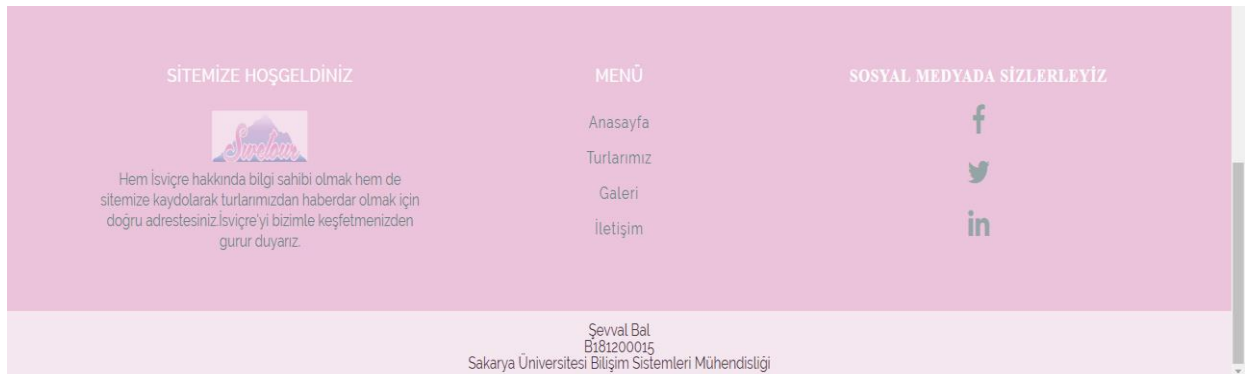 SİTEMİZE HOŞGELDİNİZ
Hem İsviçre hakkında bilgi sahibi olmak hem de
sitemize kaydolarak turlarımızdan haberdar olmak için
doğru adrestesiniz.İsviçre'yi bizimle keşfetmenizden
gurur duyarız.
MENÜ
Anasayfa
Turlarımız
Galeri
İletişim
SOSYAL MEDYADA SİZLERLEYİZ
Şevval Bal
B181200015
Sakarya Üniversitesi Bilişim Sistemleri Mühendisliği